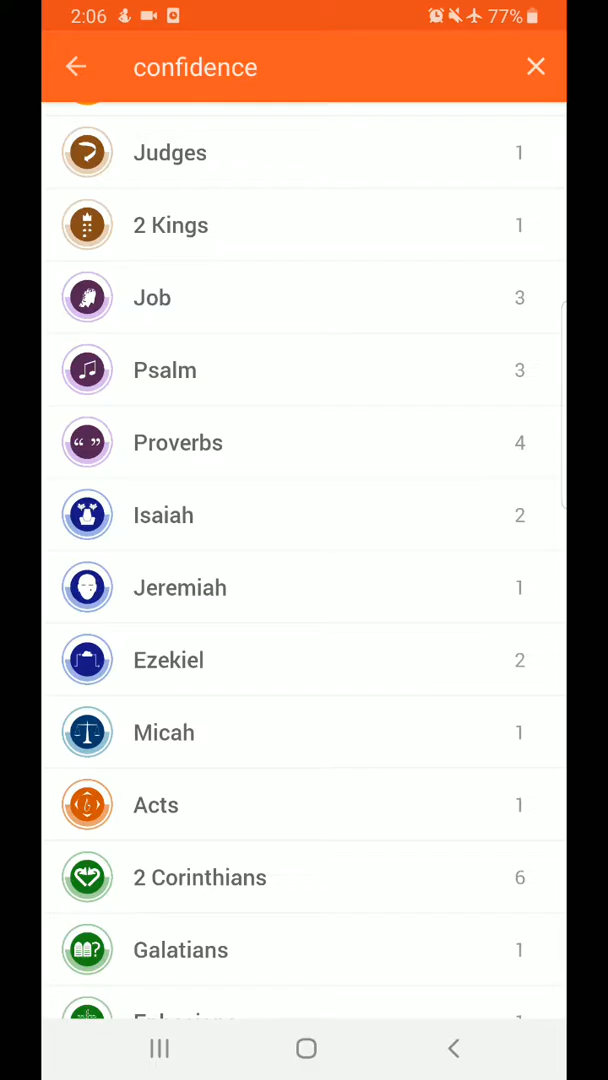 2:06 77%
confidence
Judges 1
2 Kings 1
Job 3
Psalm 3
Proverbs 4
Isaiah 2
Jeremiah 1
Ezekiel 2
Micah 1
Acts 1
2 Corinthians 6
Galatians 1